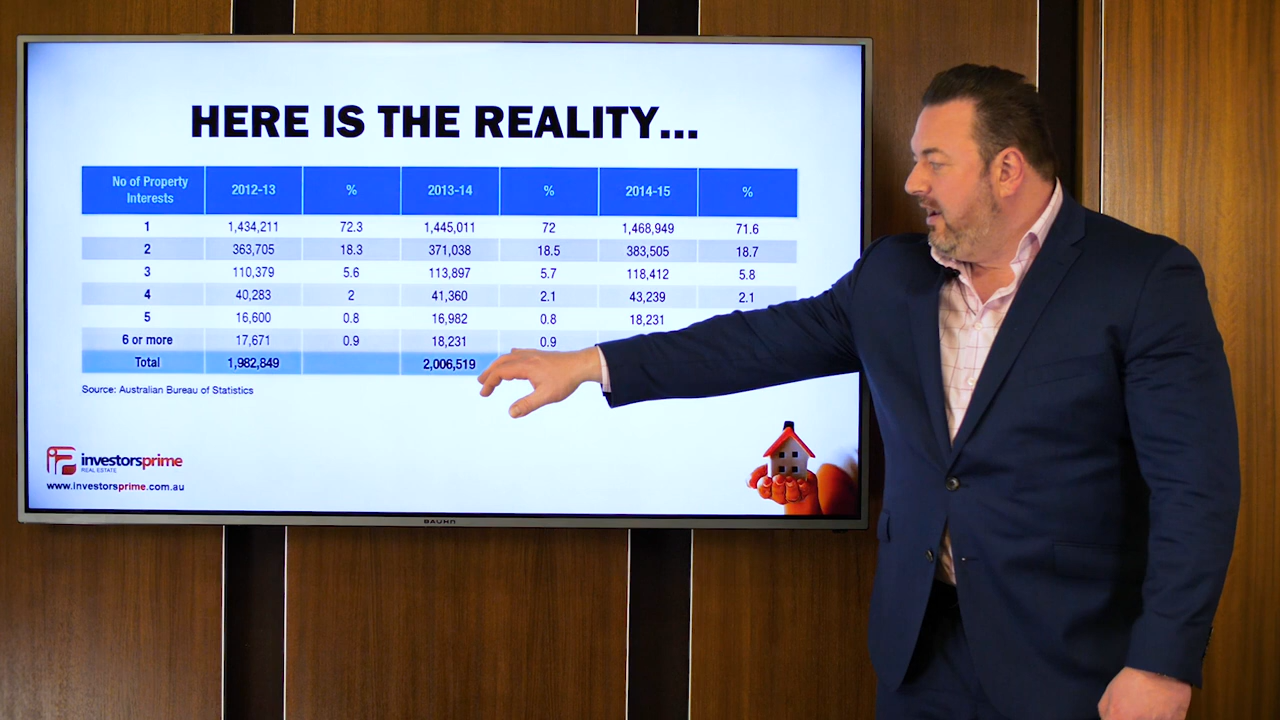 HERE IS THE REALITY...
No of Property Interests 2012-13 % 2013-14 % 2014-15 %
1 1,434,211 72.3 1,445,011 72 1,468,949 71.6
2 363,705 18.3 371,038 18.5 383,505 18.7
3 110,379 5.6 113,897 5.7 118,412 5.8
4 40,283 2 41,360 2.1 43,239 2.1
5 16,600 0.8 16,982 0.8 18,231
6 or more 17,671 0.9 18,231 0.9
Total 1,982,849 2,006,519
Source: Australian Bureau of Statistics
investorsprime
REAL ESTATE
www.investorsprime.com.au
BAUHN